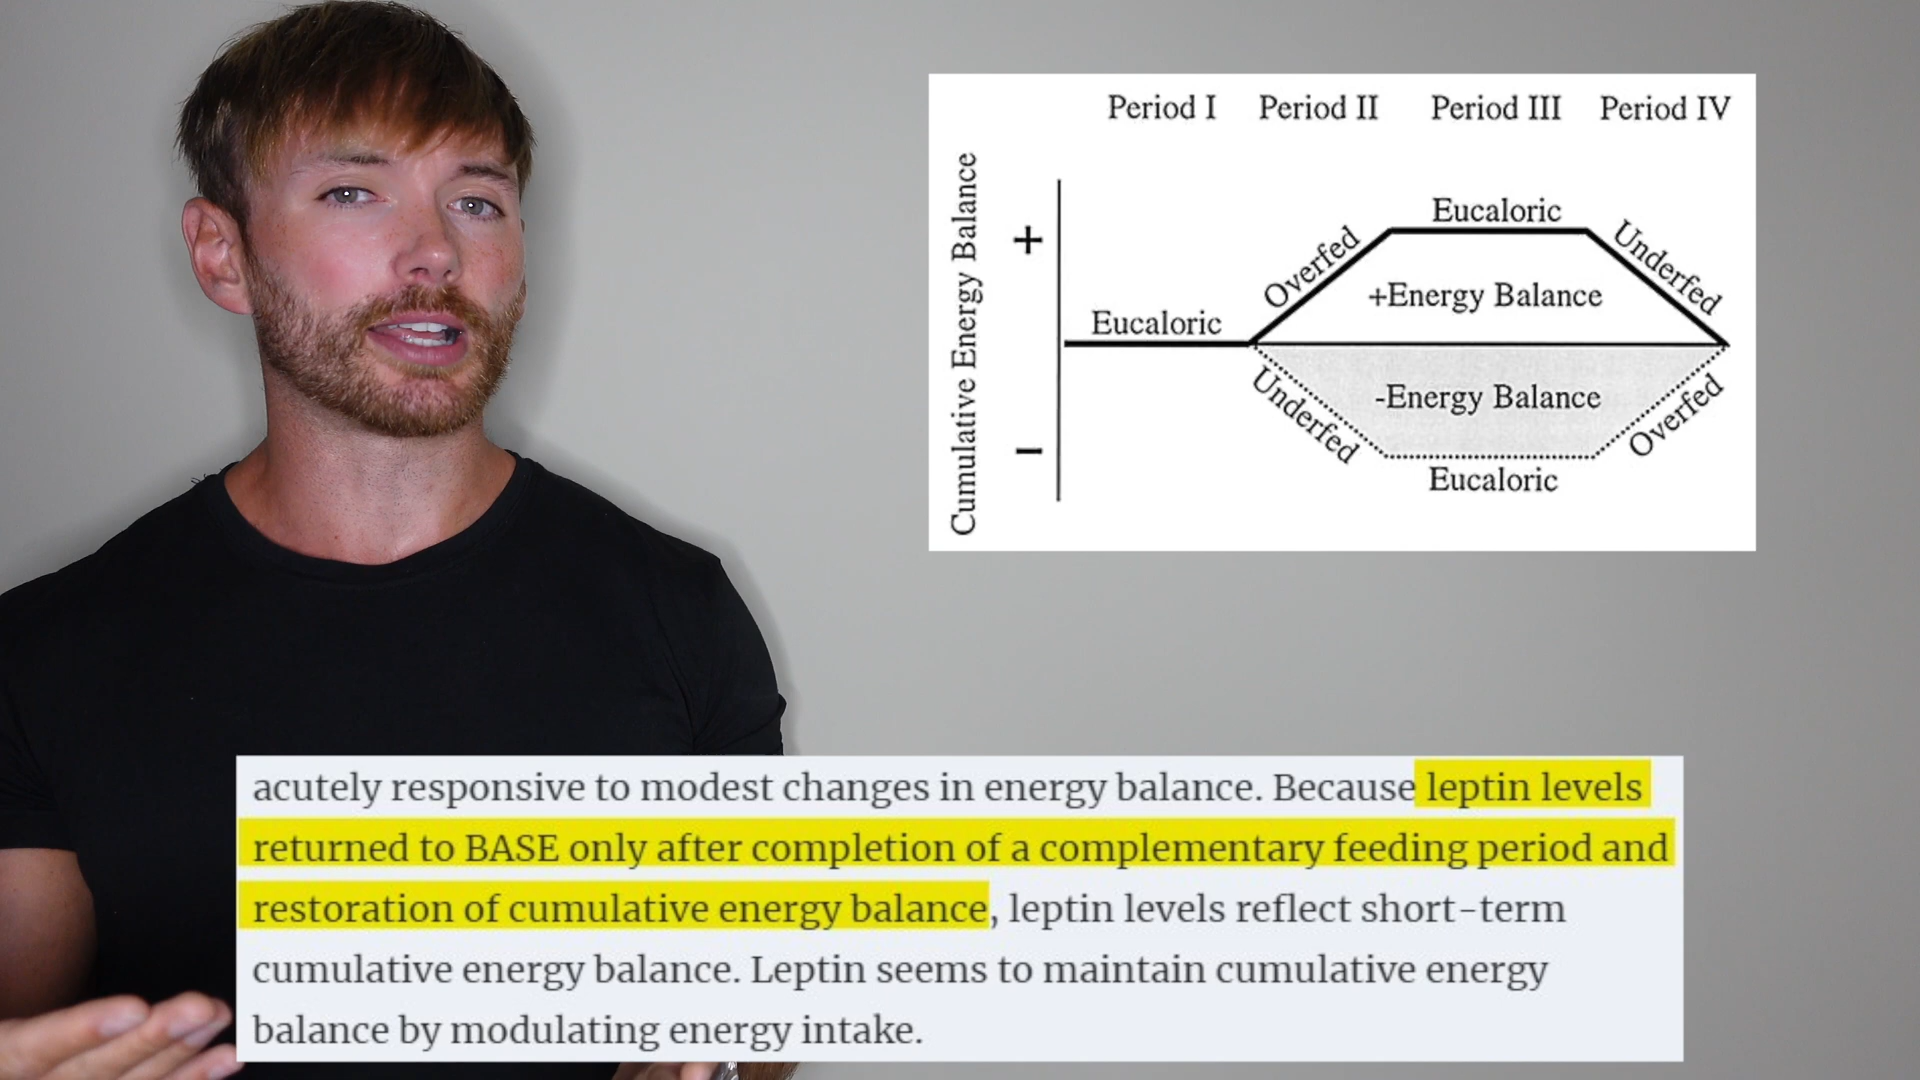 Period I Period II Period III Period IV
Cumulative Energy Balance
+
Eucaloric
Overfed
Underfed
+Energy Balance
Eucaloric
-Energy Balance
Underfed
Overfed
−
Eucaloric
acutely responsive to modest changes in energy balance. Because leptin levels
returned to BASE only after completion of a complementary feeding period and
restoration of cumulative energy balance, leptin levels reflect short-term
cumulative energy balance. Leptin seems to maintain cumulative energy
balance by modulating energy intake.